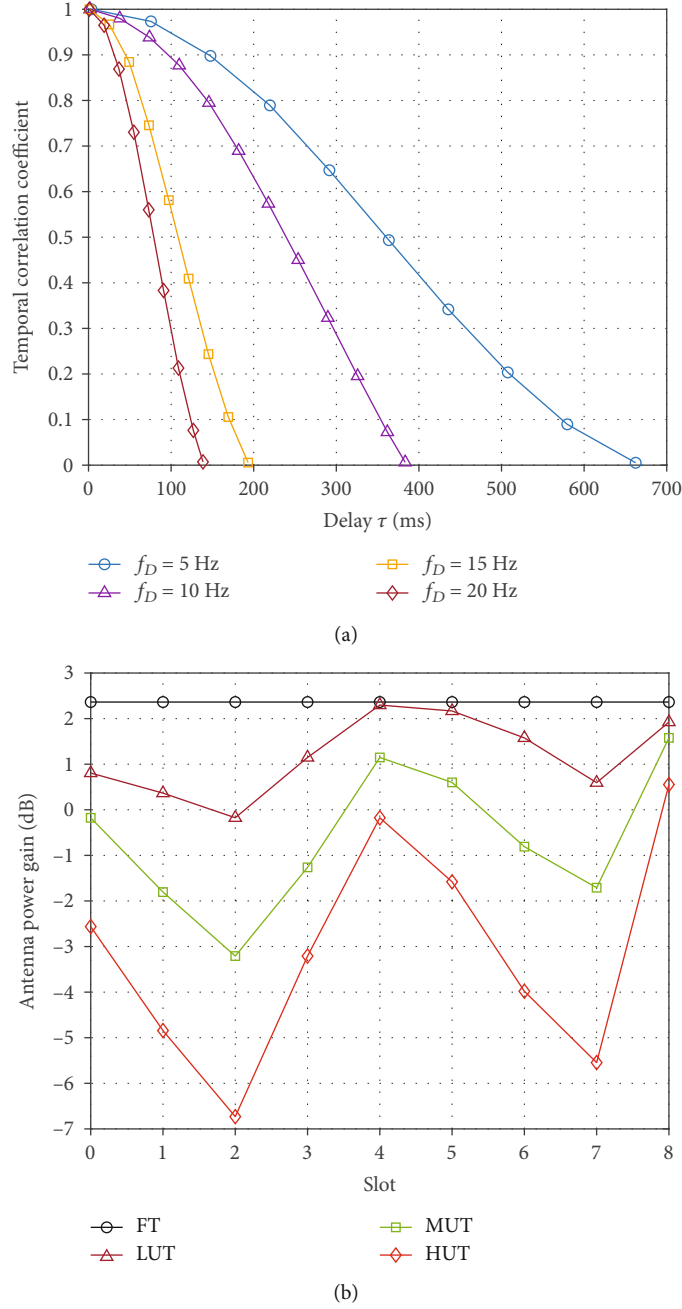 1
0.9
0.8
0.7
0.6
0.5
0.4
0.3
0.2
0.1
0
Temporal correlation coefficient
0 100 200 300 400 500 600 700
Delay τ (ms)
f_D = 5 Hz f_D = 15 Hz
f_D = 10 Hz f_D = 20 Hz
(a)
3
2
1
0
–1
–2
–3
–4
–5
–6
–7
Antenna power gain (dB)
0 1 2 3 4 5 6 7 8
Slot
FT MUT
LUT HUT
(b)